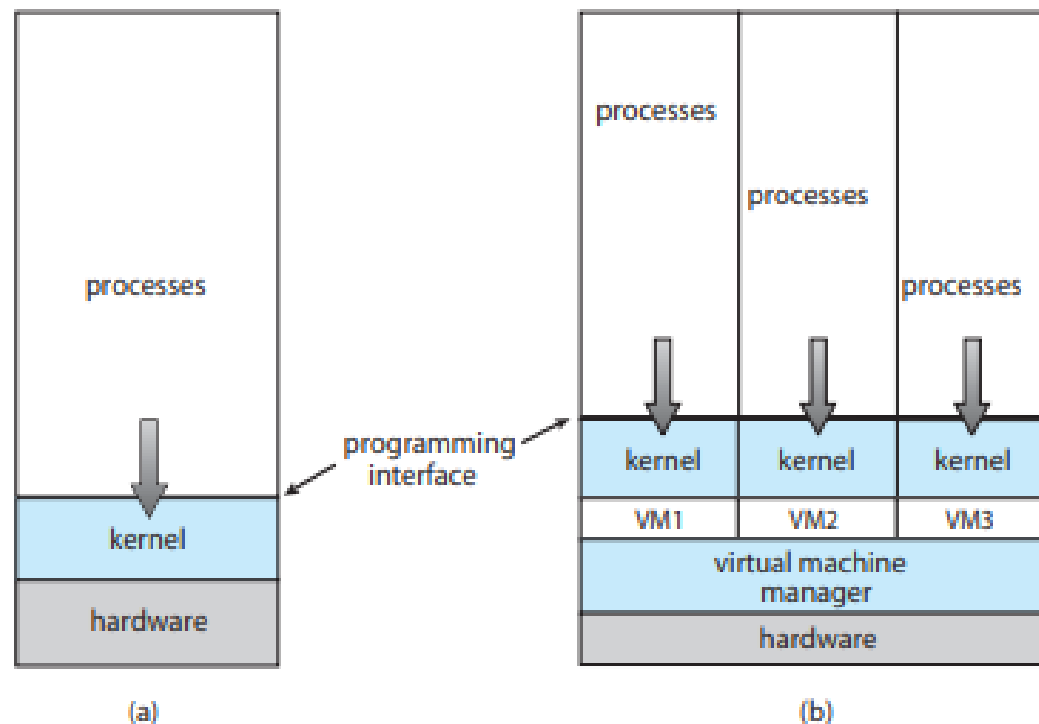 processes
kernel
hardware
(a)
programming
interface
processes
processes
processes
kernel
kernel
kernel
VM1
VM2
VM3
virtual machine
manager
hardware
(b)